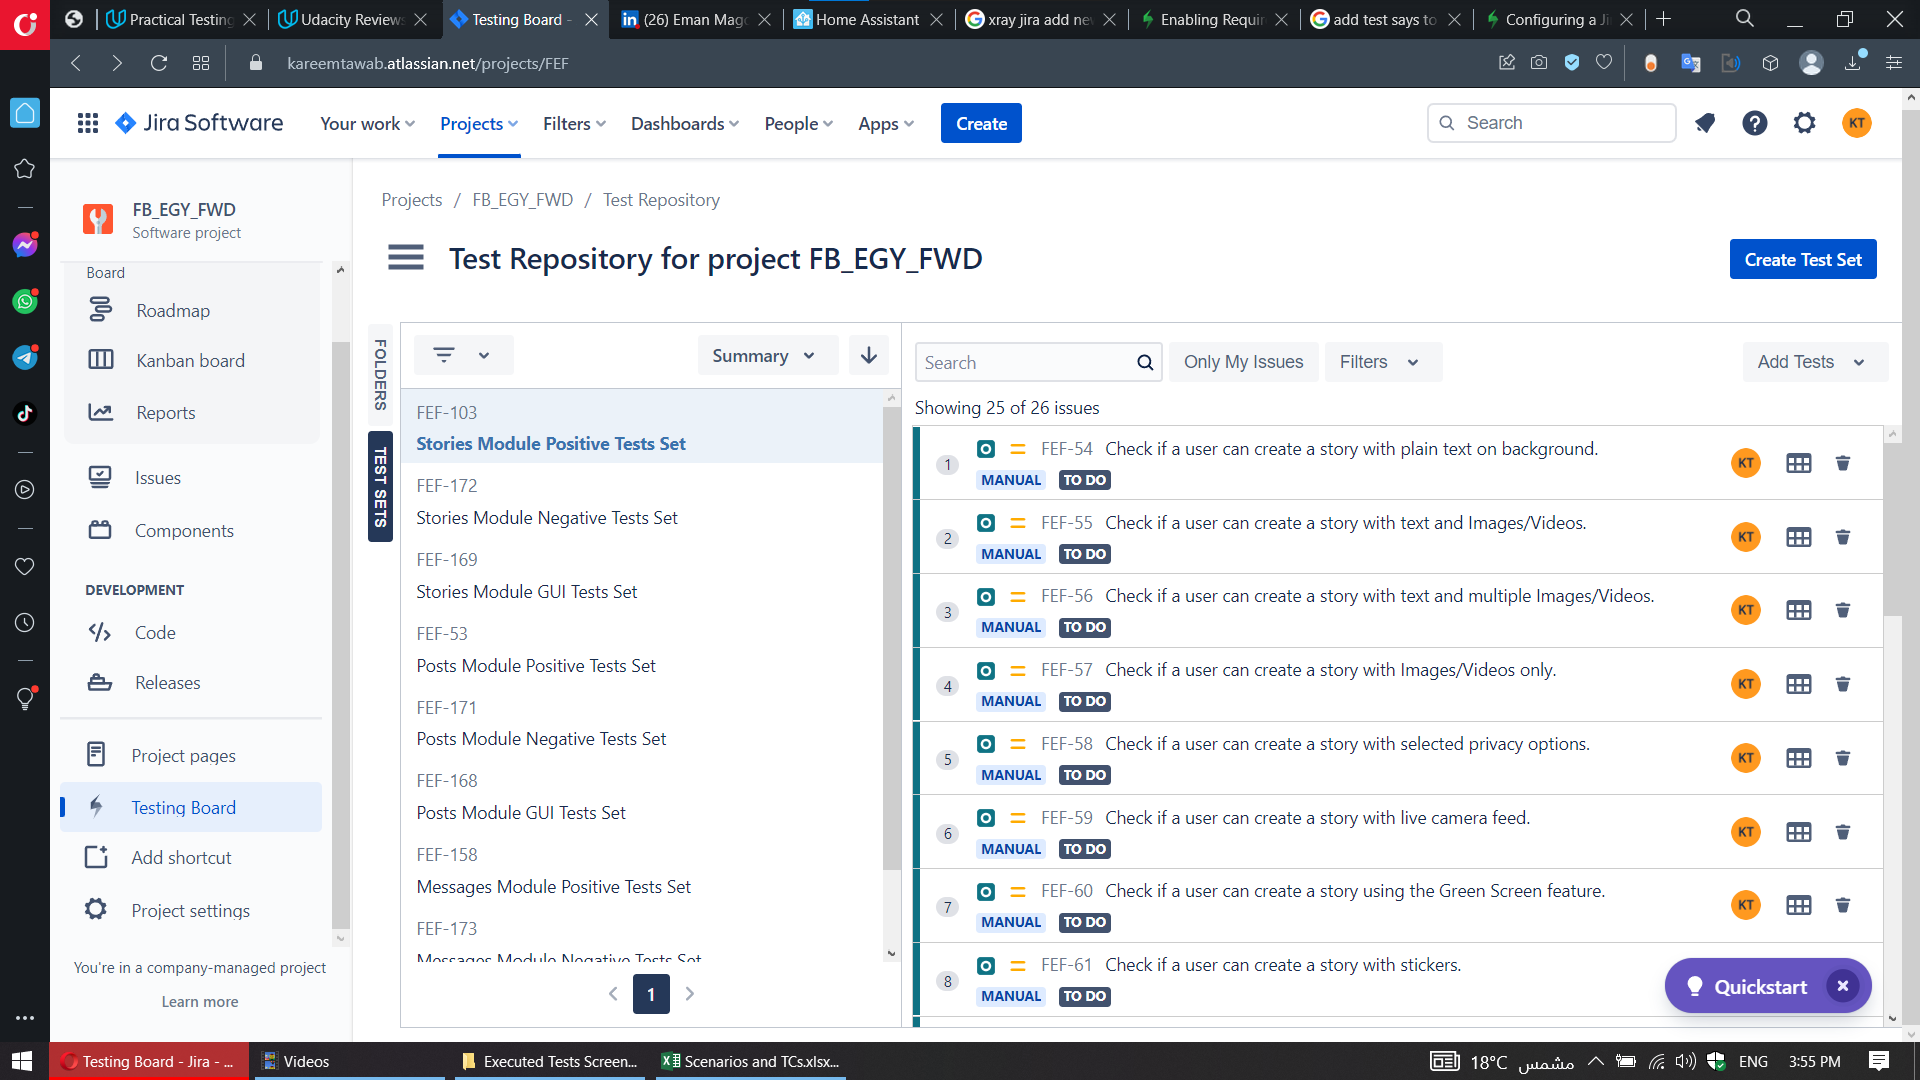 Practical Testing
Udacity Reviews
Testing Board -
(26) Eman Mag
Home Assistant
xray jira add ne
Enabling Requir
add test says to
Configuring a Ji
kareemtawab.atlassian.net/projects/FEF
Jira Software
Your work
Projects
Filters
Dashboards
People
Apps
Create
Search
KT
FB_EGY_FWD
Software project
Board
Roadmap
Kanban board
Reports
Issues
Components
DEVELOPMENT
Code
Releases
Project pages
Testing Board
Add shortcut
Project settings
You're in a company-managed project
Learn more
Projects / FB_EGY_FWD / Test Repository
Test Repository for project FB_EGY_FWD
Create Test Set
FOLDERS
TEST SETS
Summary
FEF-103
Stories Module Positive Tests Set
FEF-172
Stories Module Negative Tests Set
FEF-169
Stories Module GUI Tests Set
FEF-53
Posts Module Positive Tests Set
FEF-171
Posts Module Negative Tests Set
FEF-168
Posts Module GUI Tests Set
FEF-158
Messages Module Positive Tests Set
FEF-173
Messages Module Negative Tests Set
1
Search
Only My Issues
Filters
Add Tests
Showing 25 of 26 issues
1 FEF-54 Check if a user can create a story with plain text on background. KT
MANUAL TO DO
2 FEF-55 Check if a user can create a story with text and Images/Videos. KT
MANUAL TO DO
3 FEF-56 Check if a user can create a story with text and multiple Images/Videos. KT
MANUAL TO DO
4 FEF-57 Check if a user can create a story with Images/Videos only. KT
MANUAL TO DO
5 FEF-58 Check if a user can create a story with selected privacy options. KT
MANUAL TO DO
6 FEF-59 Check if a user can create a story with live camera feed. KT
MANUAL TO DO
7 FEF-60 Check if a user can create a story using the Green Screen feature. KT
MANUAL TO DO
8 FEF-61 Check if a user can create a story with stickers.
MANUAL TO DO
Quickstart
Testing Board - Jira - ...
Videos
Executed Tests Screen...
Scenarios and TCs.xlsx...
18°C مشمس
ENG
3:55 PM